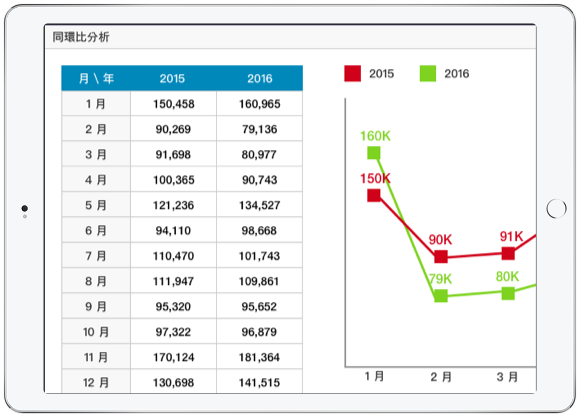 同環比分析
月 \ 年 2015 2016
1 月 150,458 160,965
2 月 90,269 79,136
3 月 91,698 80,977
4 月 100,365 90,743
5 月 121,236 134,527
6 月 94,110 98,668
7 月 110,470 101,743
8 月 111,947 109,861
9 月 95,320 95,652
10 月 97,322 96,879
11 月 170,124 181,364
12 月 130,698 141,515
2015 2016
160K
150K
90K 91K
79K 80K
1 月 2 月 3 月